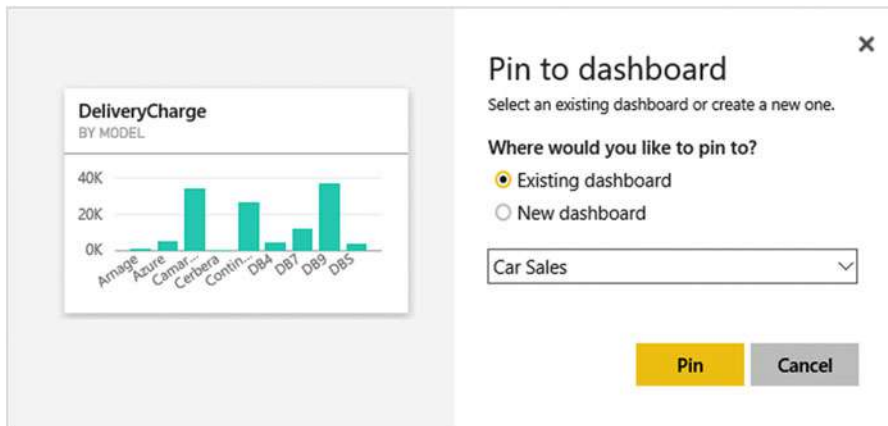 DeliveryCharge
BY MODEL
40K
20K
0K
Arnage
Azure
Camar...
Cerbera
Contin...
DB4
DB7
DB9
DBS
Pin to dashboard
Select an existing dashboard or create a new one.
Where would you like to pin to?
Existing dashboard
New dashboard
Car Sales
Pin
Cancel